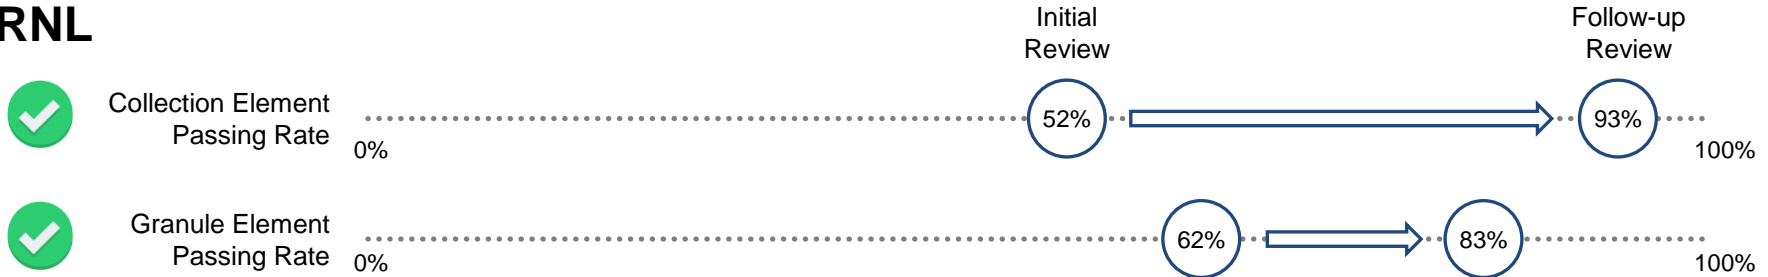 RNL
Initial
Review
Follow-up
Review
Collection Element
Passing Rate
0%
52%
93%
100%
Granule Element
Passing Rate
0%
62%
83%
100%